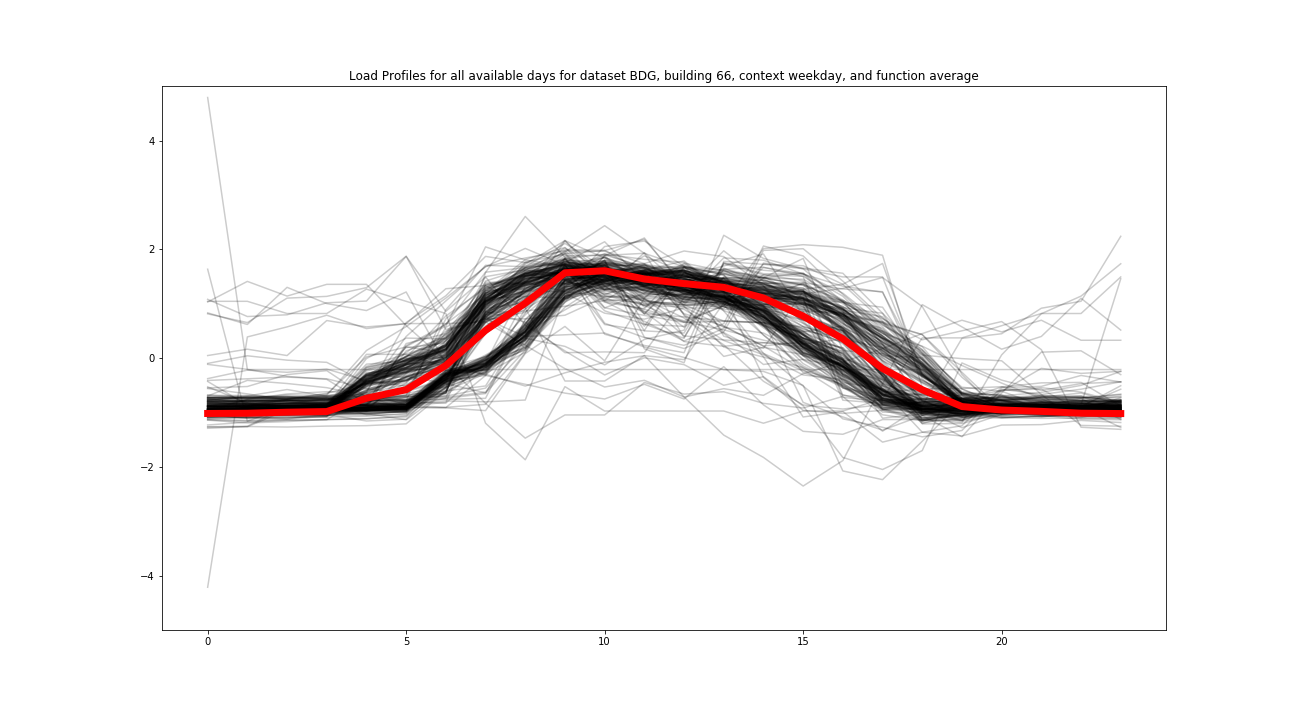 Load Profiles for all available days for dataset BDG, building 66, context weekday, and function average
4
2
0
−2
−4
0 5 10 15 20